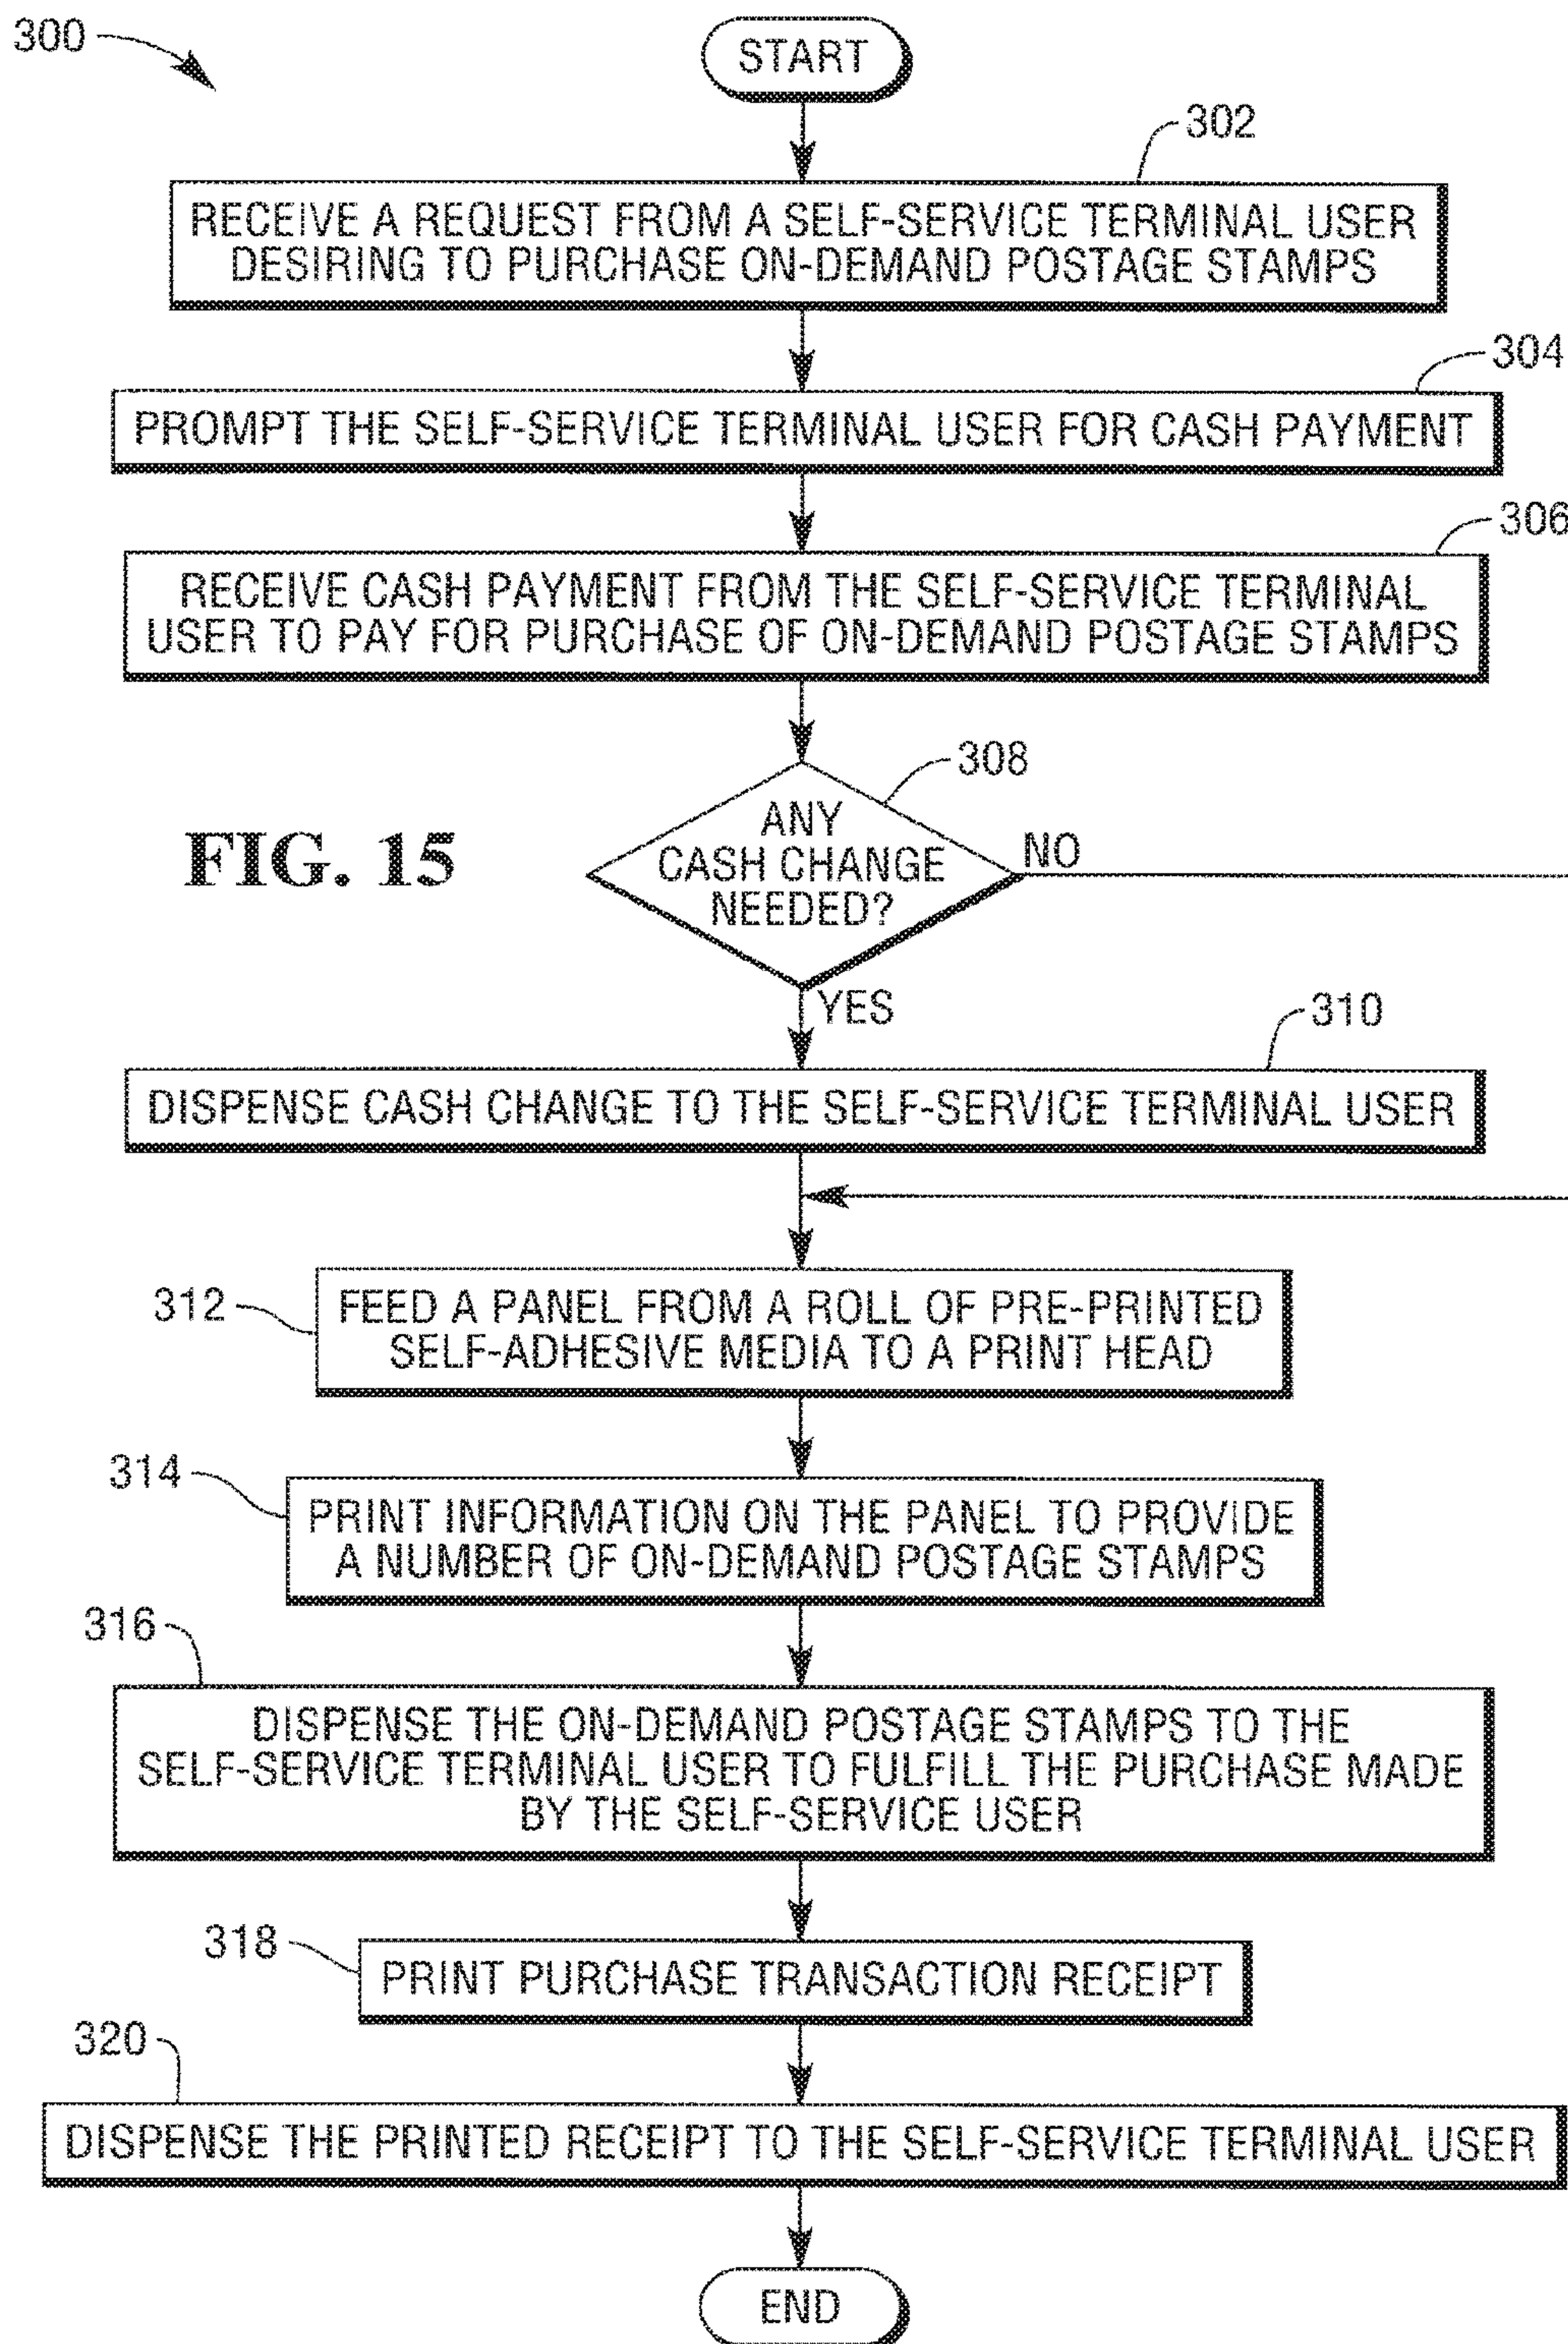 300
START
302
RECEIVE A REQUEST FROM A SELF-SERVICE TERMINAL USER
DESIRING TO PURCHASE ON-DEMAND POSTAGE STAMPS
304
PROMPT THE SELF-SERVICE TERMINAL USER FOR CASH PAYMENT
306
RECEIVE CASH PAYMENT FROM THE SELF-SERVICE TERMINAL
USER TO PAY FOR PURCHASE OF ON-DEMAND POSTAGE STAMPS
308
FIG. 15
ANY
CASH CHANGE
NEEDED?
NO
YES
310
DISPENSE CASH CHANGE TO THE SELF-SERVICE TERMINAL USER
312
FEED A PANEL FROM A ROLL OF PRE-PRINTED
SELF-ADHESIVE MEDIA TO A PRINT HEAD
314
PRINT INFORMATION ON THE PANEL TO PROVIDE
A NUMBER OF ON-DEMAND POSTAGE STAMPS
316
DISPENSE THE ON-DEMAND POSTAGE STAMPS TO THE
SELF-SERVICE TERMINAL USER TO FULFILL THE PURCHASE MADE
BY THE SELF-SERVICE USER
318
PRINT PURCHASE TRANSACTION RECEIPT
320
DISPENSE THE PRINTED RECEIPT TO THE SELF-SERVICE TERMINAL USER
END